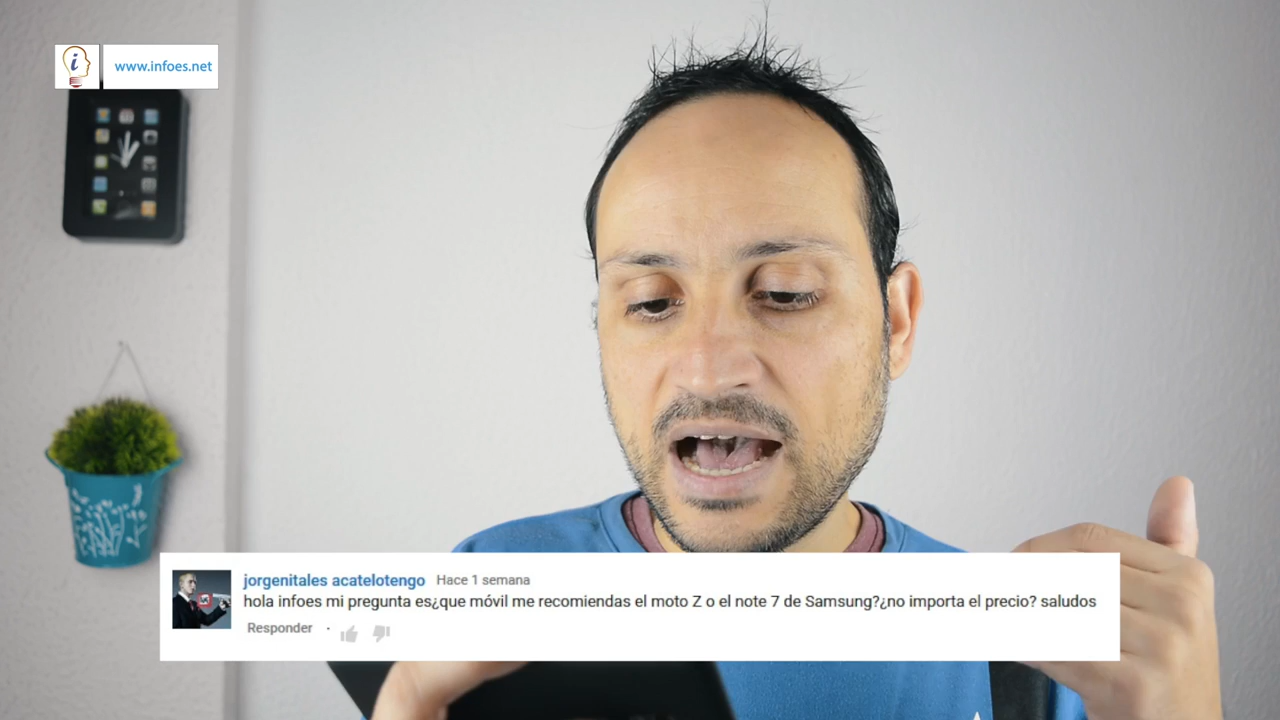 i
www.infoes.net
jorgenitales acatelotengo Hace 1 semana
hola infoes mi pregunta es¿que móvil me recomiendas el moto Z o el note 7 de Samsung?¿no importa el precio? saludos
Responder ·